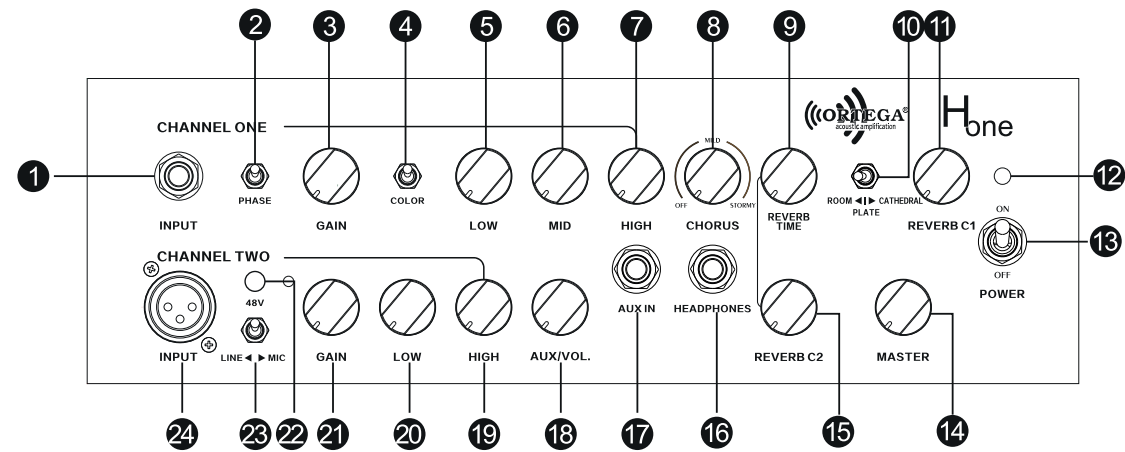 2 3 4 5 6 7 8 9 10 11
ORTEGA®
acoustic amplification
Hone
CHANNEL ONE
MILD
OFF
STORMY
1
INPUT
PHASE
GAIN
COLOR
LOW
MID
HIGH
CHORUS
REVERB
TIME
ROOM ◄ I ► CATHEDRAL
PLATE
REVERB C1
12
ON
13
OFF
POWER
CHANNEL TWO
48V
INPUT
LINE ◄ ► MIC
GAIN
LOW
HIGH
AUX/VOL.
AUX IN
HEADPHONES
REVERB C2
MASTER
24 23 22 21 20 19 18 17 16 15 14